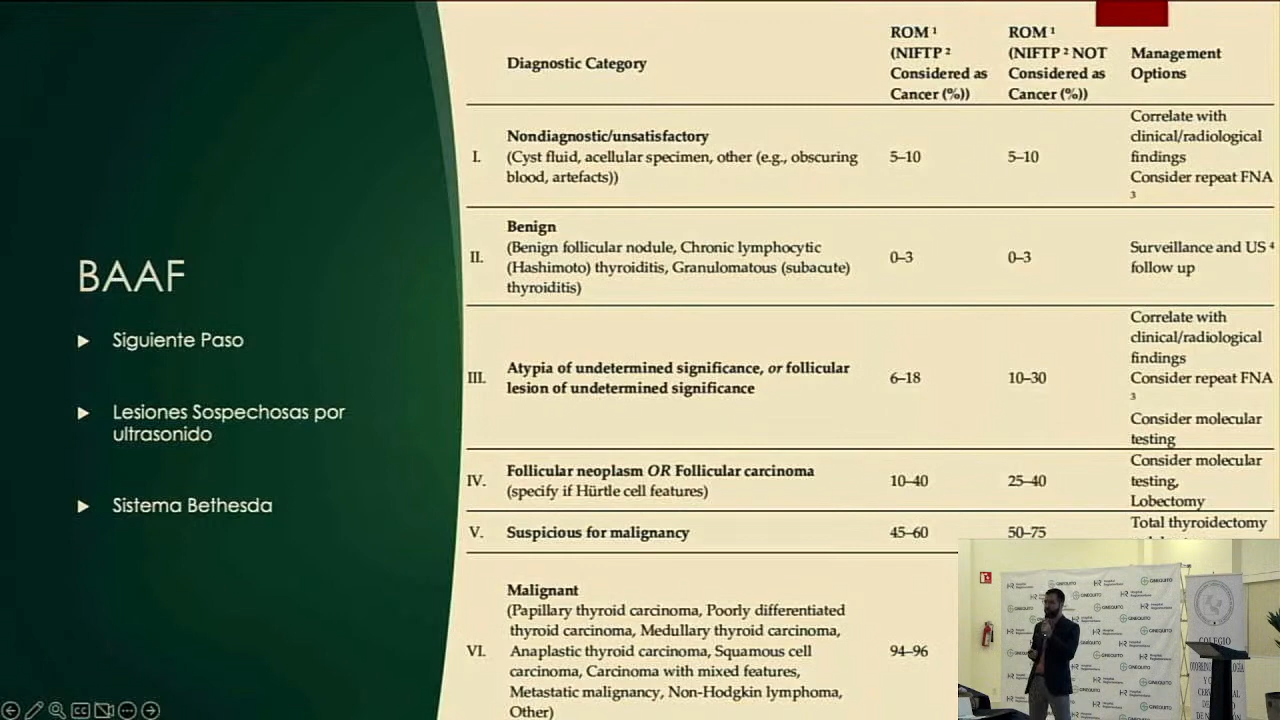 BAAF
Siguiente Paso
Lesiones Sospechosas por
ultrasonido
Sistema Bethesda
Diagnostic Category
ROM ¹
(NIFTP ²
Considered as
Cancer (%))
ROM ¹
(NIFTP ² NOT
Considered as
Cancer (%))
Management
Options
I.
Nondiagnostic/unsatisfactory
(Cyst fluid, acellular specimen, other (e.g., obscuring
blood, artefacts))
5–10
5–10
Correlate with
clinical/radiological
findings
Consider repeat FNA
3
II.
Benign
(Benign follicular nodule, Chronic lymphocytic
(Hashimoto) thyroiditis, Granulomatous (subacute)
thyroiditis)
0–3
0–3
Surveillance and US ⁴
follow up
III.
Atypia of undetermined significance, or follicular
lesion of undetermined significance
6–18
10–30
Correlate with
clinical/radiological
findings
Consider repeat FNA
3
Consider molecular
testing
IV.
Follicular neoplasm OR Follicular carcinoma
(specify if Hürtle cell features)
10–40
25–40
Consider molecular
testing,
Lobectomy
V.
Suspicious for malignancy
45–60
50–75
Total thyroidectomy
VI.
Malignant
(Papillary thyroid carcinoma, Poorly differentiated
thyroid carcinoma, Medullary thyroid carcinoma,
Anaplastic thyroid carcinoma, Squamous cell
carcinoma, Carcinoma with mixed features,
Metastatic malignancy, Non-Hodgkin lymphoma,
Other)
94–96
GINEQUITO
COLEGIO